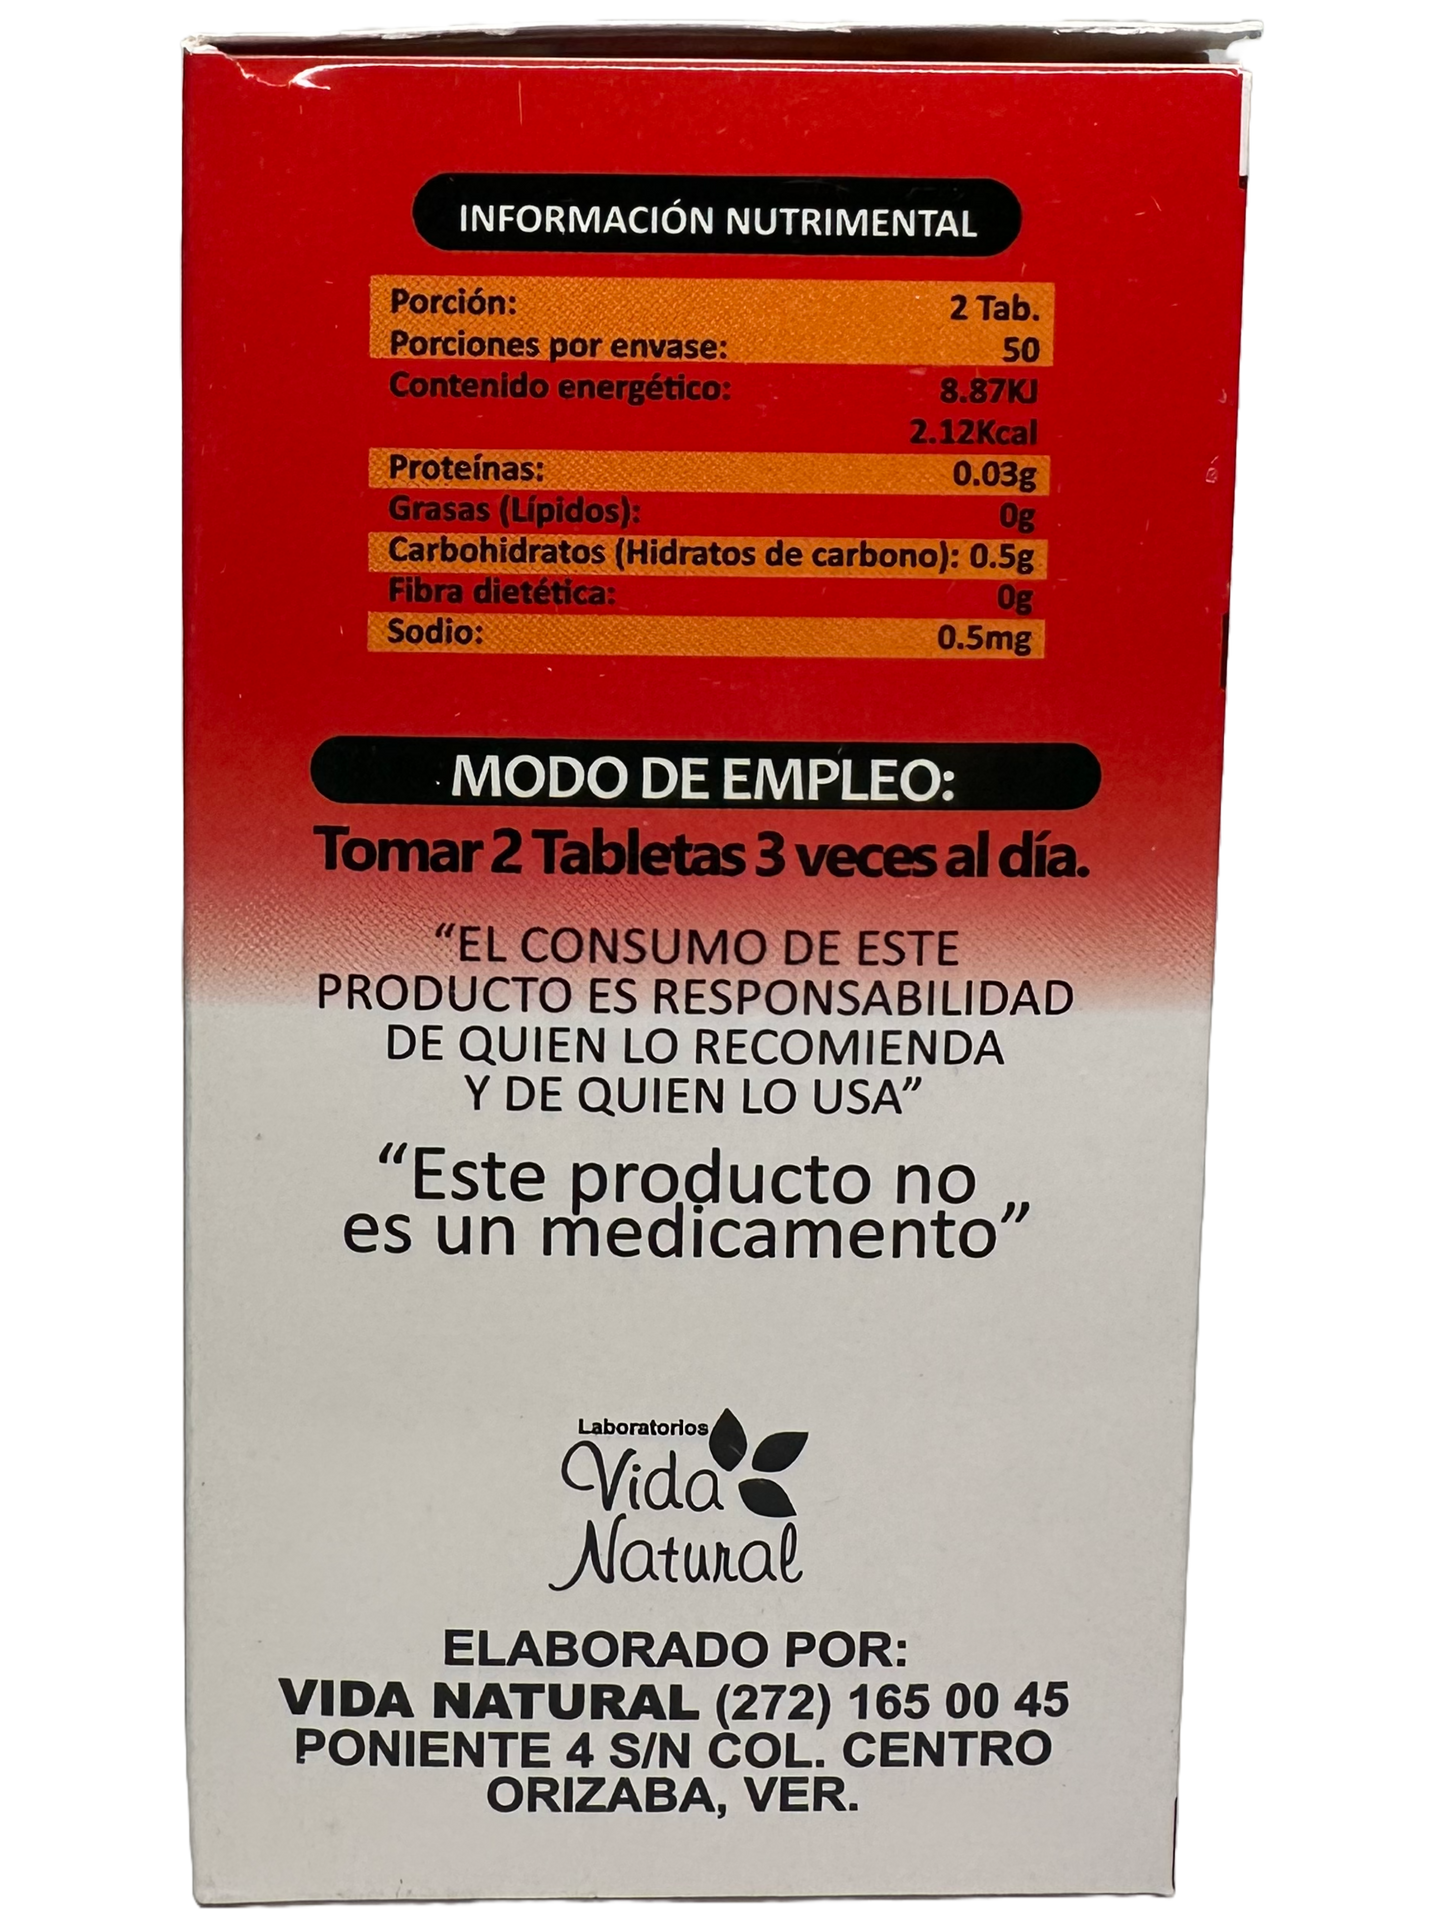 INFORMACIÓN NUTRIMENTAL
Porción: 2 Tab.
Porciones por envase: 50
Contenido energético: 8.87KJ
2.12Kcal
Proteínas: 0.03g
Grasas (Lípidos): 0g
Carbohidratos (Hidratos de carbono): 0.5g
Fibra dietética: 0g
Sodio: 0.5mg
MODO DE EMPLEO:
Tomar 2 Tabletas 3 veces al día.
“EL CONSUMO DE ESTE
PRODUCTO ES RESPONSABILIDAD
DE QUIEN LO RECOMIENDA
Y DE QUIEN LO USA”
“Este producto no
es un medicamento”
Laboratorios
Vida
Natural
ELABORADO POR:
VIDA NATURAL (272) 165 00 45
PONIENTE 4 S/N COL. CENTRO
ORIZABA, VER.